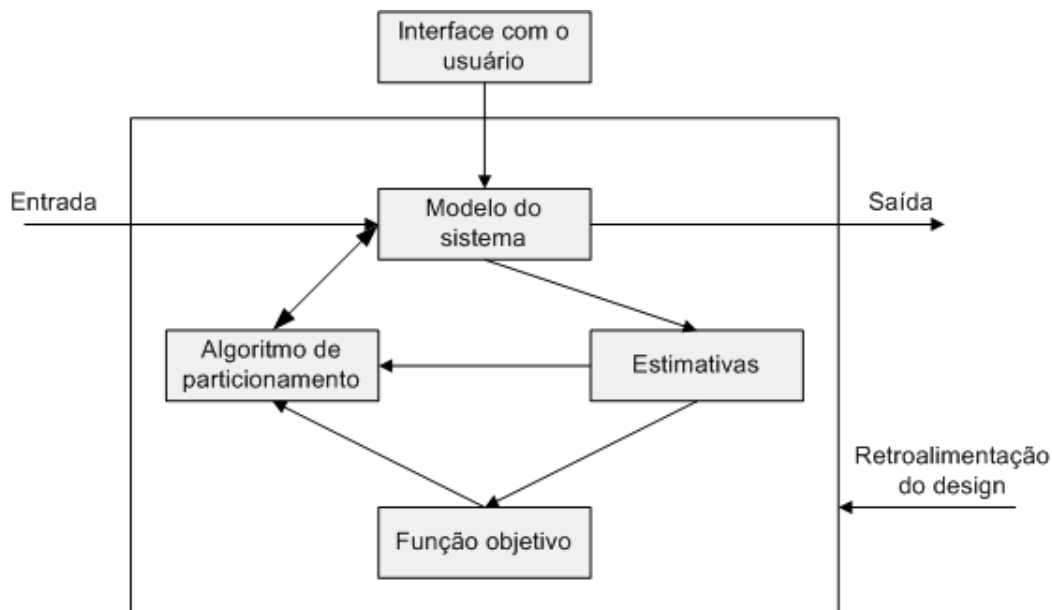 Interface com o
usuário
Entrada
Modelo do
sistema
Saída
Algoritmo de
particionamento
Estimativas
Retroalimentação
do design
Função objetivo